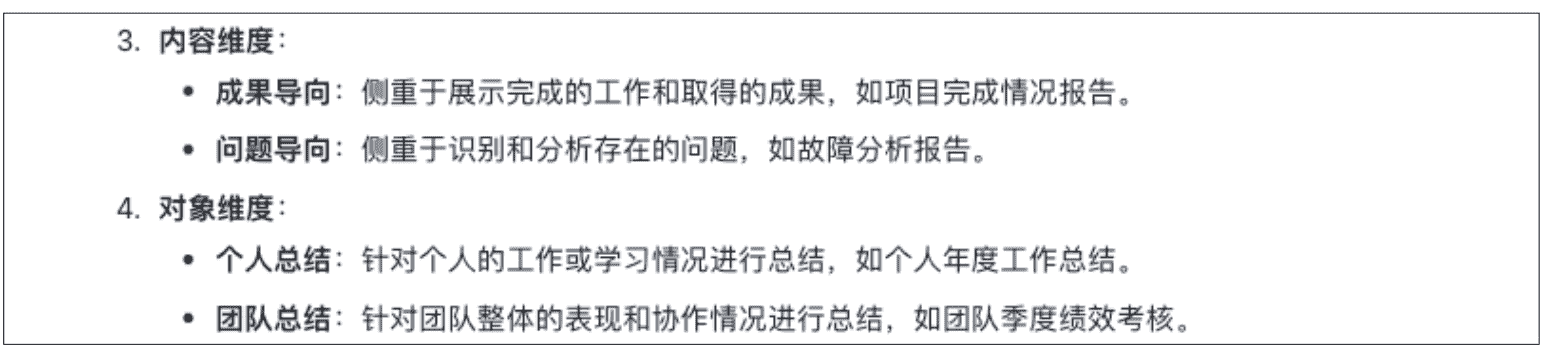 3. 内容维度：
• 成果导向：侧重于展示完成的工作和取得的成果，如项目完成情况报告。
• 问题导向：侧重于识别和分析存在的问题，如故障分析报告。
4. 对象维度：
• 个人总结：针对个人的工作或学习情况进行总结，如个人年度工作总结。
• 团队总结：针对团队整体的表现和协作情况进行总结，如团队季度绩效考核。